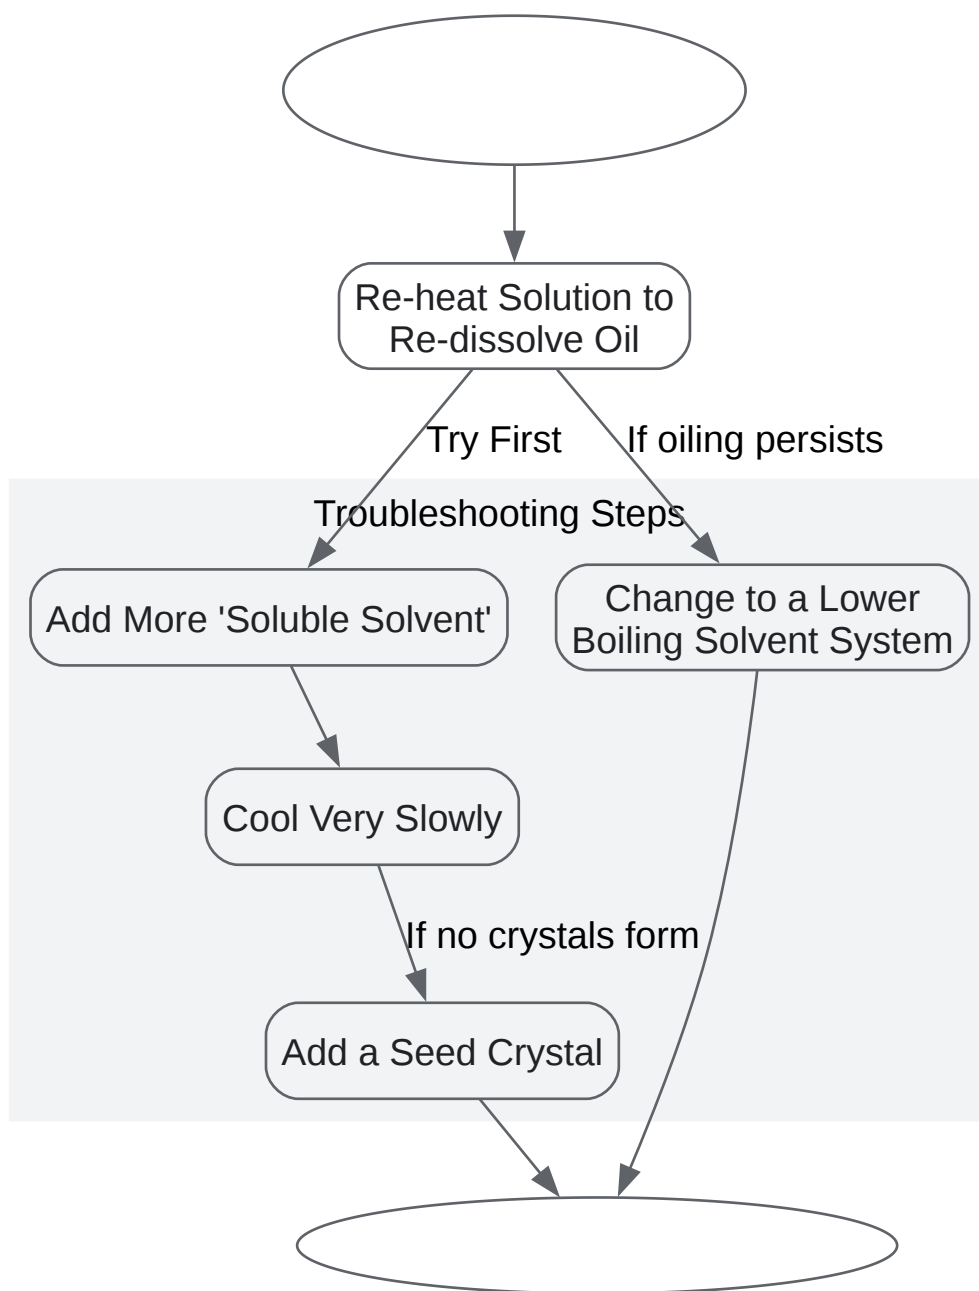 Re-heat Solution to
Re-dissolve Oil
Try First
If oiling persists
Troubleshooting Steps
Add More 'Soluble Solvent'
Change to a Lower
Boiling Solvent System
Cool Very Slowly
If no crystals form
Add a Seed Crystal